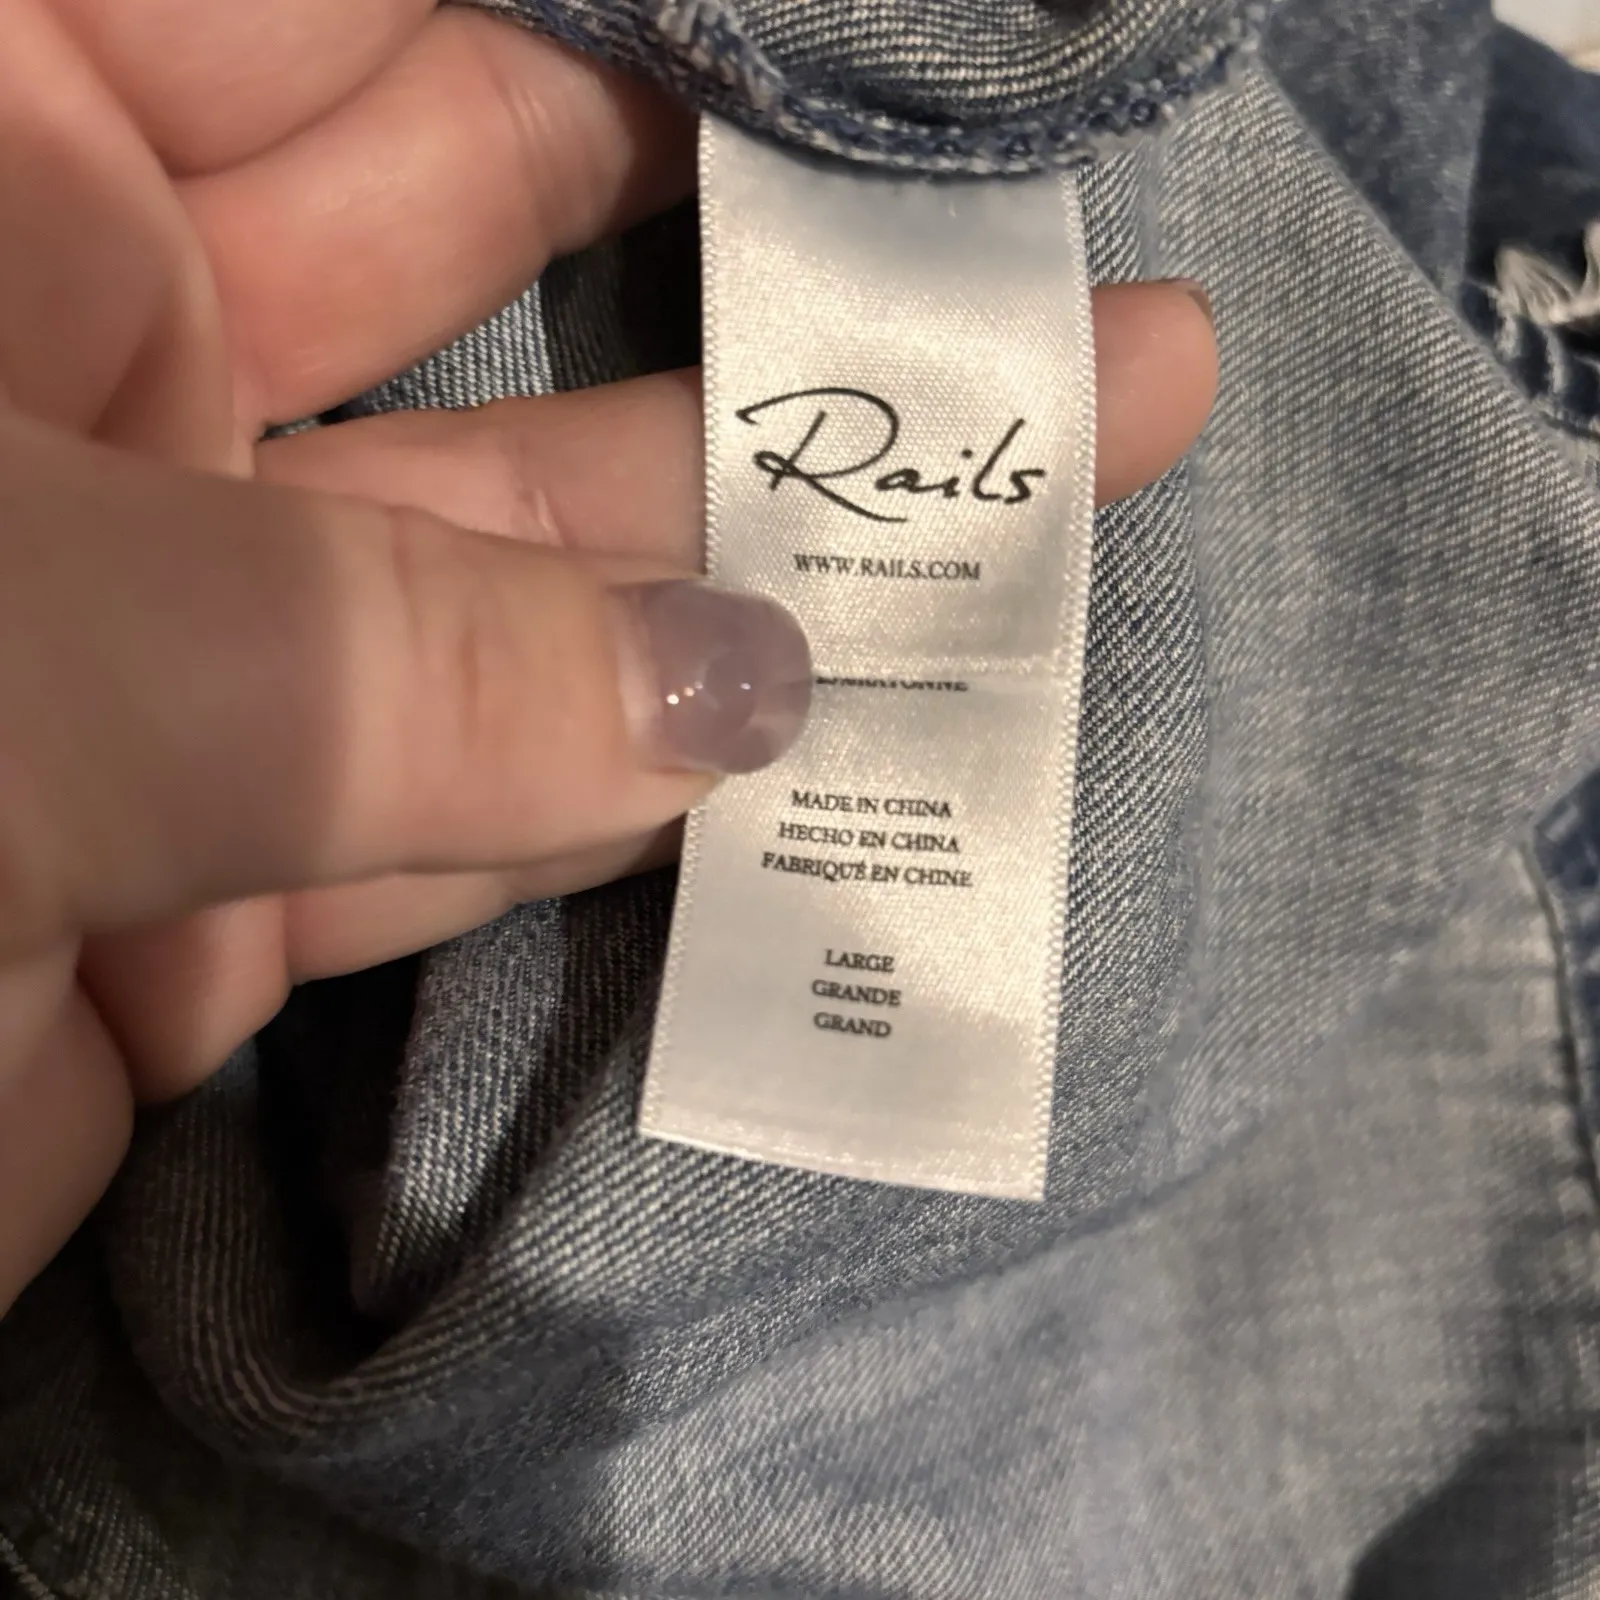 Rails
WWW.RAILS.COM
MADE IN CHINA
HECHO EN CHINA
FABRIQUÉ EN CHINE
LARGE
GRANDE
GRAND